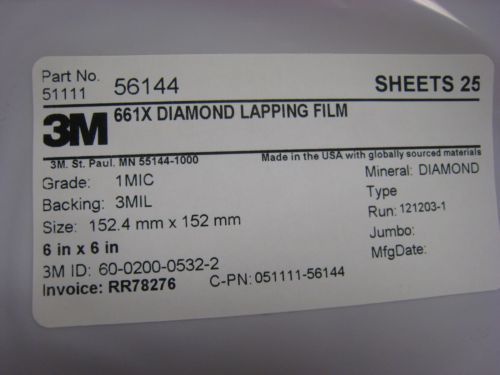 Part No.
51111 56144 SHEETS 25
3M 661X DIAMOND LAPPING FILM
3M. St. Paul. MN 55144-1000 Made in the USA with globally sourced materials
Grade: 1MIC Mineral: DIAMOND
Backing: 3MIL Type
Size: 152.4 mm x 152 mm Run: 121203-1
6 in x 6 in Jumbo:
3M ID: 60-0200-0532-2 MfgDate:
Invoice: RR78276 C-PN: 051111-56144